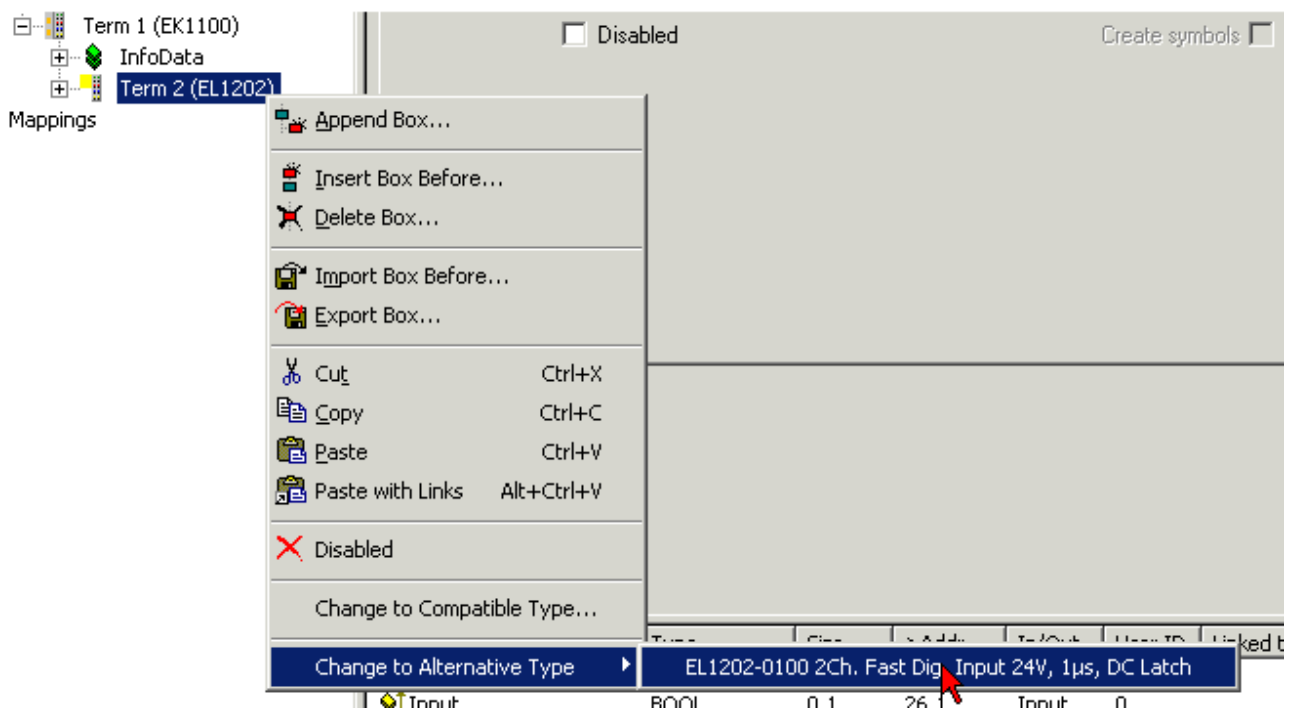 Term 1 (EK1100)
InfoData
Term 2 (EL1202)
Mappings
Disabled
Create symbols
Append Box...
Insert Box Before...
Delete Box...
Import Box Before...
Export Box...
Cut Ctrl+X
Copy Ctrl+C
Paste Ctrl+V
Paste with Links Alt+Ctrl+V
Disabled
Change to Compatible Type...
Type Size >Addr In/Out User ID Linked t
Change to Alternative Type
EL1202-0100 2Ch. Fast Dig. Input 24V, 1µs, DC Latch
Input BOOL 0.1 26.1 Input 0